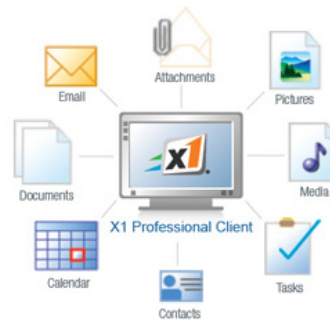 Attachments
Email
Pictures
X1
Documents
Media
X1 Professional Client
Calendar
Tasks
Contacts